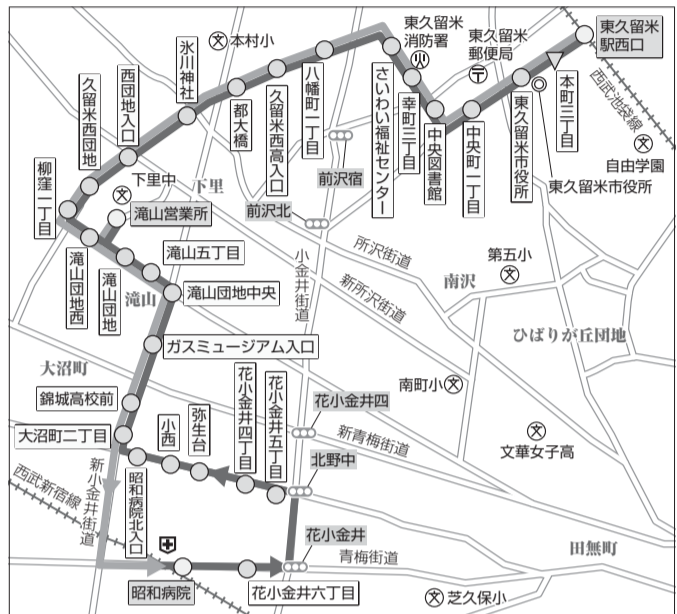 東久留米
駅西口
東久留米
消防署
東久留米
郵便局
本町三丁目
西武池袋線
文
自由学園
東久留米市役所
東久留米市役所
中央町一丁目
中央図書館
幸町三丁目
さいわい福祉センター
八幡町一丁目
久留米西高入口
都大橋
文本村小
氷川神社
西団地入口
久留米西団地
柳窪一丁目
下里中
文
下里
滝山営業所
前沢宿
前沢北
小金井街道
所沢街道
新所沢街道
南沢
第五小
文
ひばりが丘団地
滝山団地西
滝山団地
滝山五丁目
滝山
滝山団地中央
ガスミュージアム入口
大沼町
南町小文
錦城高校前
花小金井四
文
文華女子高
大沼町二丁目
小西
弥生台
花小金井四丁目
花小金井五丁目
新青梅街道
北野中
西武新宿線
新小金井街道
昭和病院北入口
花小金井
青梅街道
田無町
昭和病院
花小金井六丁目
文芝久保小